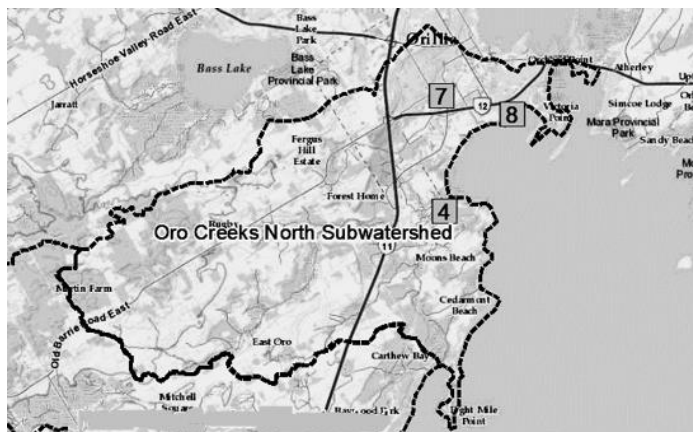 Bass
Lake
Park
Horseshoe Valley Road East
Orillia
Bass Lake
Bass
Lake
Provincial Park
Atherley
Jarratt
7
12
8
Victoria
Point
Simcoe Lodge
Mara Provincial
Park
Sandy Beach
Fergus
Hill
Estate
Forest Home
4
Rugby
Oro Creeks North Subwatershed
11
Moons Beach
Martin Farm
Cedarmont
Beach
Old Barrie Road East
East Oro
Carthew Bay
Mitchell
Square
Eight Mile
Point